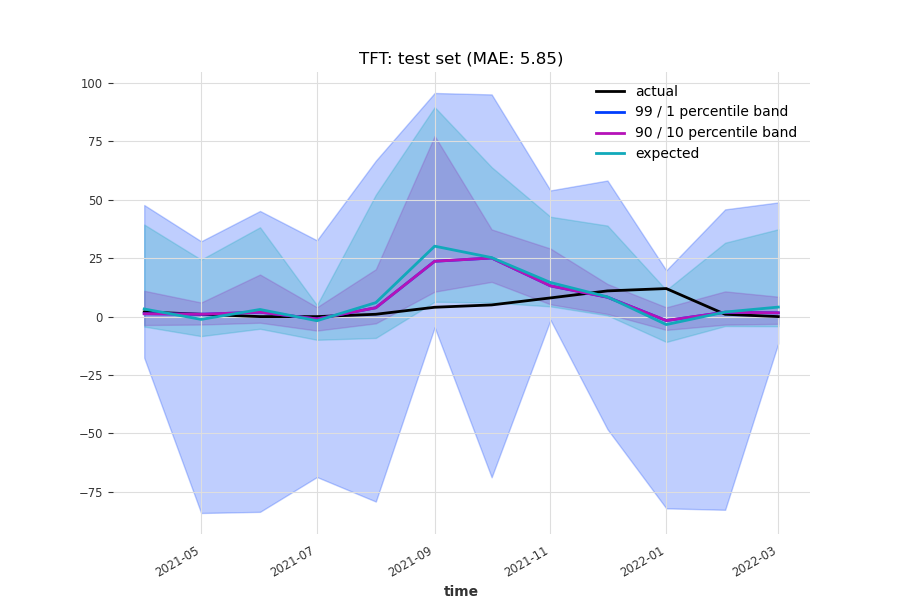 TFT: test set (MAE: 5.85)
actual
99 / 1 percentile band
90 / 10 percentile band
expected
100
75
50
25
0
−25
−50
−75
2021-05
2021-07
2021-09
2021-11
2022-01
2022-03
time